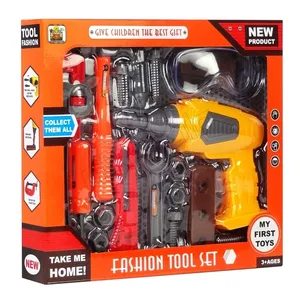 TOOL
FASHION
GIVE CHILDREN THE BEST GIFT
NEW
PRODUCT
COLLECT
THEM ALL
MY
FIRST
TOYS
NEW
TAKE ME
HOME!
FASHION TOOL SET
3+AGES